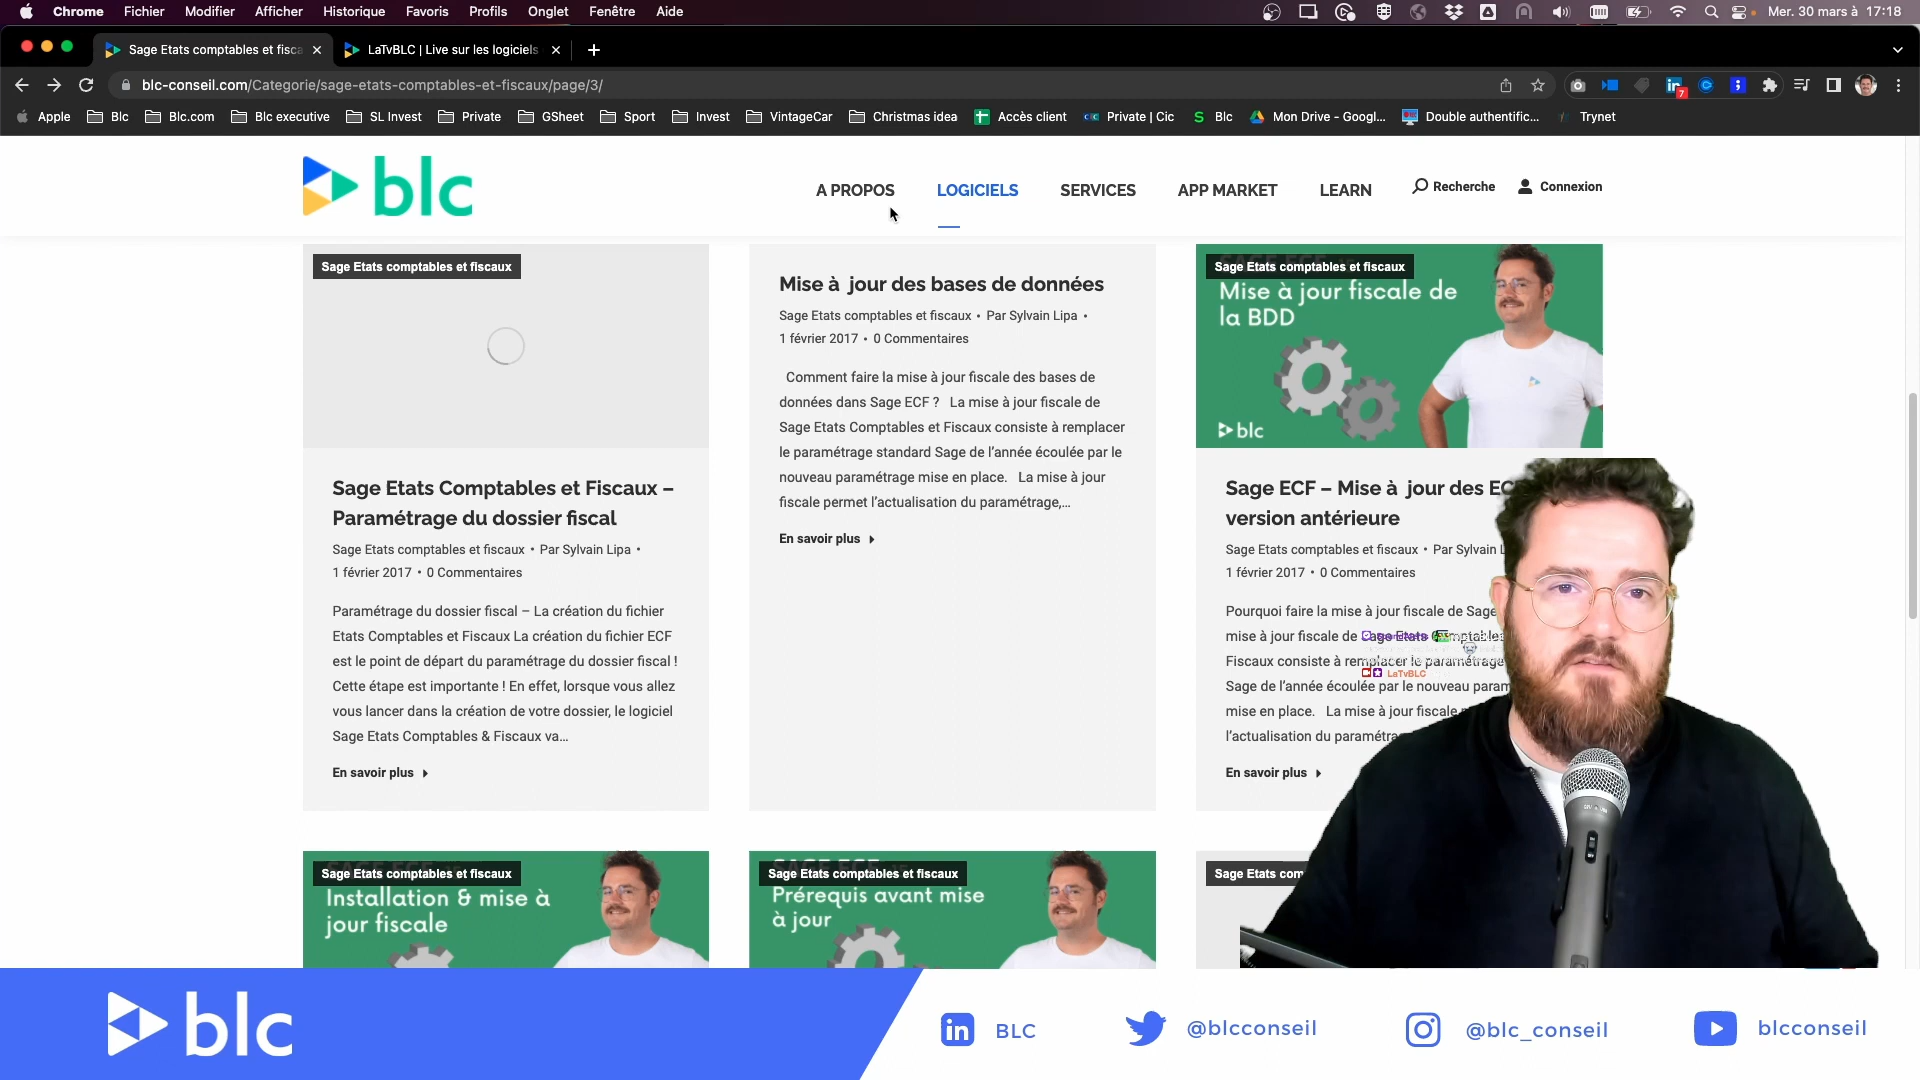 Chrome Fichier Modifier Afficher Historique Favoris Profils Onglet Fenêtre Aide
Mer. 30 mars à 17:18
Sage Etats comptables et fisca
LaTvBLC | Live sur les logiciels
blc-conseil.com/Categorie/sage-etats-comptables-et-fiscaux/page/3/
7
Apple Blc Blc.com Blc executive SL Invest Private GSheet Sport Invest VintageCar Christmas idea Accès client Private | Cic Blc Mon Drive - Googl... Double authentific... Trynet
blc
A PROPOS LOGICIELS SERVICES APP MARKET LEARN Recherche Connexion
Sage Etats comptables et fiscaux
Sage Etats Comptables et Fiscaux –
Paramétrage du dossier fiscal
Sage Etats comptables et fiscaux • Par Sylvain Lipa •
1 février 2017 • 0 Commentaires
Paramétrage du dossier fiscal – La création du fichier
Etats Comptables et Fiscaux La création du fichier ECF
est le point de départ du paramétrage du dossier fiscal !
Cette étape est importante ! En effet, lorsque vous allez
vous lancer dans la création de votre dossier, le logiciel
Sage Etats Comptables & Fiscaux va…
En savoir plus
Mise à jour des bases de données
Sage Etats comptables et fiscaux • Par Sylvain Lipa •
1 février 2017 • 0 Commentaires
Comment faire la mise à jour fiscale des bases de
données dans Sage ECF ? La mise à jour fiscale de
Sage Etats Comptables et Fiscaux consiste à remplacer
le paramétrage standard Sage de l’année écoulée par le
nouveau paramétrage mise en place. La mise à jour
fiscale permet l’actualisation du paramétrage,…
En savoir plus
Sage Etats comptables et fiscaux
Mise à jour fiscale de
la BDD
blc
Sage ECF – Mise à jour des EC
version antérieure
Sage Etats comptables et fiscaux • Par Sylvain L
1 février 2017 • 0 Commentaires
Pourquoi faire la mise à jour fiscale de Sage
mise à jour fiscale de Sage Etats Comptables
Fiscaux consiste à remplacer le paramétrage
Sage de l’année écoulée par le nouveau param
mise en place. La mise à jour fiscale
l’actualisation du paramétra
LaTvBLC
En savoir plus
Sage Etats comptables et fiscaux
Installation & mise à
jour fiscale
Sage Etats comptables et fiscaux
Prérequis avant mise
à jour
Sage Etats com
blc
BLC
@blcconseil
@blc_conseil
blcconseil